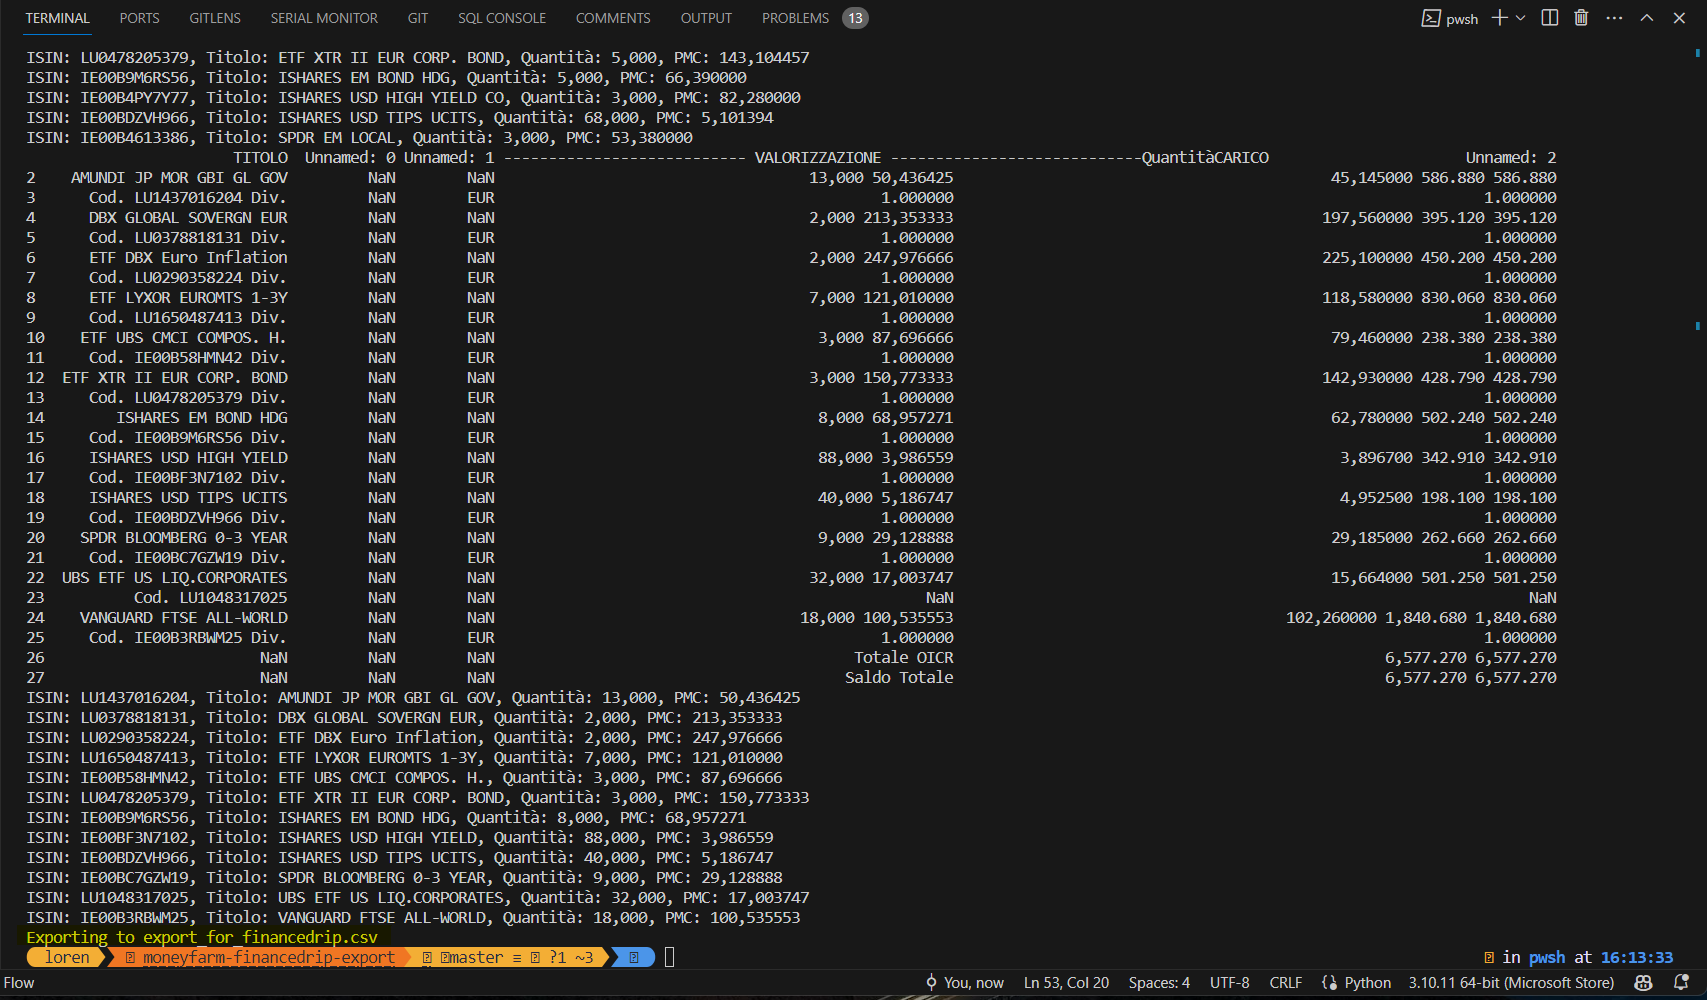 TERMINAL PORTS GITLENS SERIAL MONITOR GIT SQL CONSOLE COMMENTS OUTPUT PROBLEMS 13 pwsh
ISIN: LU0478205379, Titolo: ETF XTR II EUR CORP. BOND, Quantità: 5,000, PMC: 143,104457
ISIN: IE00B9M6RS56, Titolo: ISHARES EM BOND HDG, Quantità: 5,000, PMC: 66,390000
ISIN: IE00B4PY7Y77, Titolo: ISHARES USD HIGH YIELD CO, Quantità: 3,000, PMC: 82,280000
ISIN: IE00BDZVH966, Titolo: ISHARES USD TIPS UCITS, Quantità: 68,000, PMC: 5,101394
ISIN: IE00B4613386, Titolo: SPDR EM LOCAL, Quantità: 3,000, PMC: 53,380000
TITOLO Unnamed: 0 Unnamed: 1 --------------------------- VALORIZZAZIONE ----------------------------QuantitàCARICO Unnamed: 2
2 AMUNDI JP MOR GBI GL GOV NaN NaN 13,000 50,436425 45,145000 586.880 586.880
3 Cod. LU1437016204 Div. NaN EUR 1.000000 1.000000
4 DBX GLOBAL SOVERGN EUR NaN NaN 2,000 213,353333 197,560000 395.120 395.120
5 Cod. LU0378818131 Div. NaN EUR 1.000000 1.000000
6 ETF DBX Euro Inflation NaN NaN 2,000 247,976666 225,100000 450.200 450.200
7 Cod. LU0290358224 Div. NaN EUR 1.000000 1.000000
8 ETF LYXOR EUROMTS 1-3Y NaN NaN 7,000 121,010000 118,580000 830.060 830.060
9 Cod. LU1650487413 Div. NaN EUR 1.000000 1.000000
10 ETF UBS CMCI COMPOS. H. NaN NaN 3,000 87,696666 79,460000 238.380 238.380
11 Cod. IE00B58HMN42 Div. NaN EUR 1.000000 1.000000
12 ETF XTR II EUR CORP. BOND NaN NaN 3,000 150,773333 142,930000 428.790 428.790
13 Cod. LU0478205379 Div. NaN EUR 1.000000 1.000000
14 ISHARES EM BOND HDG NaN NaN 8,000 68,957271 62,780000 502.240 502.240
15 Cod. IE00B9M6RS56 Div. NaN EUR 1.000000 1.000000
16 ISHARES USD HIGH YIELD NaN NaN 88,000 3,986559 3,896700 342.910 342.910
17 Cod. IE00BF3N7102 Div. NaN EUR 1.000000 1.000000
18 ISHARES USD TIPS UCITS NaN NaN 40,000 5,186747 4,952500 198.100 198.100
19 Cod. IE00BDZVH966 Div. NaN EUR 1.000000 1.000000
20 SPDR BLOOMBERG 0-3 YEAR NaN NaN 9,000 29,128888 29,185000 262.660 262.660
21 Cod. IE00BC7GZW19 Div. NaN EUR 1.000000 1.000000
22 UBS ETF US LIQ.CORPORATES NaN NaN 32,000 17,003747 15,664000 501.250 501.250
23 Cod. LU1048317025 NaN NaN NaN NaN
24 VANGUARD FTSE ALL-WORLD NaN NaN 18,000 100,535553 102,260000 1,840.680 1,840.680
25 Cod. IE00B3RBWM25 Div. NaN EUR 1.000000 1.000000
26 NaN NaN NaN Totale OICR 6,577.270 6,577.270
27 NaN NaN NaN Saldo Totale 6,577.270 6,577.270
ISIN: LU1437016204, Titolo: AMUNDI JP MOR GBI GL GOV, Quantità: 13,000, PMC: 50,436425
ISIN: LU0378818131, Titolo: DBX GLOBAL SOVERGN EUR, Quantità: 2,000, PMC: 213,353333
ISIN: LU0290358224, Titolo: ETF DBX Euro Inflation, Quantità: 2,000, PMC: 247,976666
ISIN: LU1650487413, Titolo: ETF LYXOR EUROMTS 1-3Y, Quantità: 7,000, PMC: 121,010000
ISIN: IE00B58HMN42, Titolo: ETF UBS CMCI COMPOS. H., Quantità: 3,000, PMC: 87,696666
ISIN: LU0478205379, Titolo: ETF XTR II EUR CORP. BOND, Quantità: 3,000, PMC: 150,773333
ISIN: IE00B9M6RS56, Titolo: ISHARES EM BOND HDG, Quantità: 8,000, PMC: 68,957271
ISIN: IE00BF3N7102, Titolo: ISHARES USD HIGH YIELD, Quantità: 88,000, PMC: 3,986559
ISIN: IE00BDZVH966, Titolo: ISHARES USD TIPS UCITS, Quantità: 40,000, PMC: 5,186747
ISIN: IE00BC7GZW19, Titolo: SPDR BLOOMBERG 0-3 YEAR, Quantità: 9,000, PMC: 29,128888
ISIN: LU1048317025, Titolo: UBS ETF US LIQ.CORPORATES, Quantità: 32,000, PMC: 17,003747
ISIN: IE00B3RBWM25, Titolo: VANGUARD FTSE ALL-WORLD, Quantità: 18,000, PMC: 100,535553
Exporting to export_for_financedrip.csv
loren moneyfarm-financedrip-export master ≡ ?1 ~3 in pwsh at 16:13:33
Flow You, now Ln 53, Col 20 Spaces: 4 UTF-8 CRLF Python 3.10.11 64-bit (Microsoft Store)